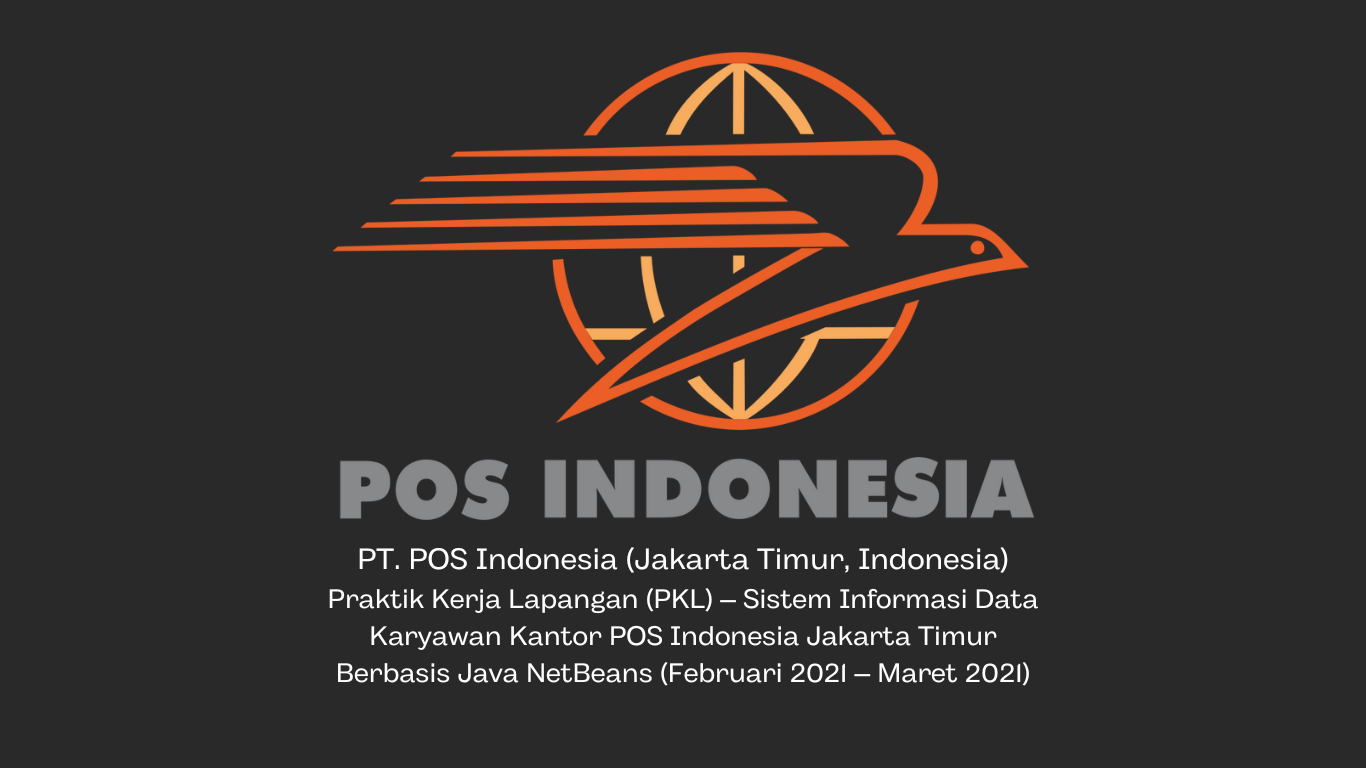 POS INDONESIA
PT. POS Indonesia (Jakarta Timur, Indonesia)
Praktik Kerja Lapangan (PKL) – Sistem Informasi Data
Karyawan Kantor POS Indonesia Jakarta Timur
Berbasis Java NetBeans (Februari 2021 – Maret 2021)